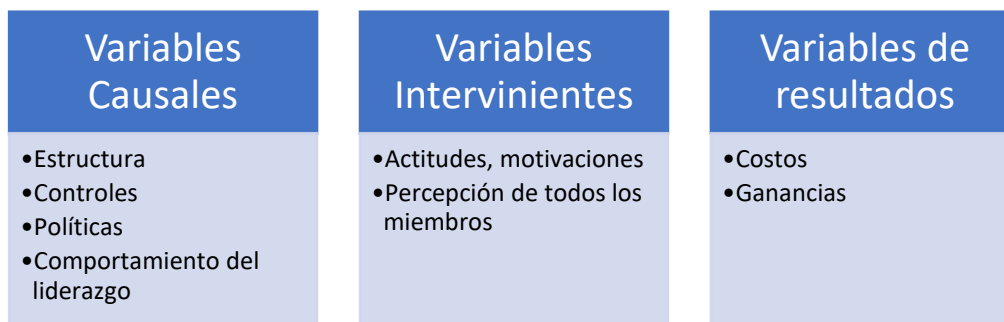 Variables
Causales
•Estructura
•Controles
•Políticas
•Comportamiento del
liderazgo
Variables
Intervinientes
•Actitudes, motivaciones
•Percepción de todos los
miembros
Variables de
resultados
•Costos
•Ganancias